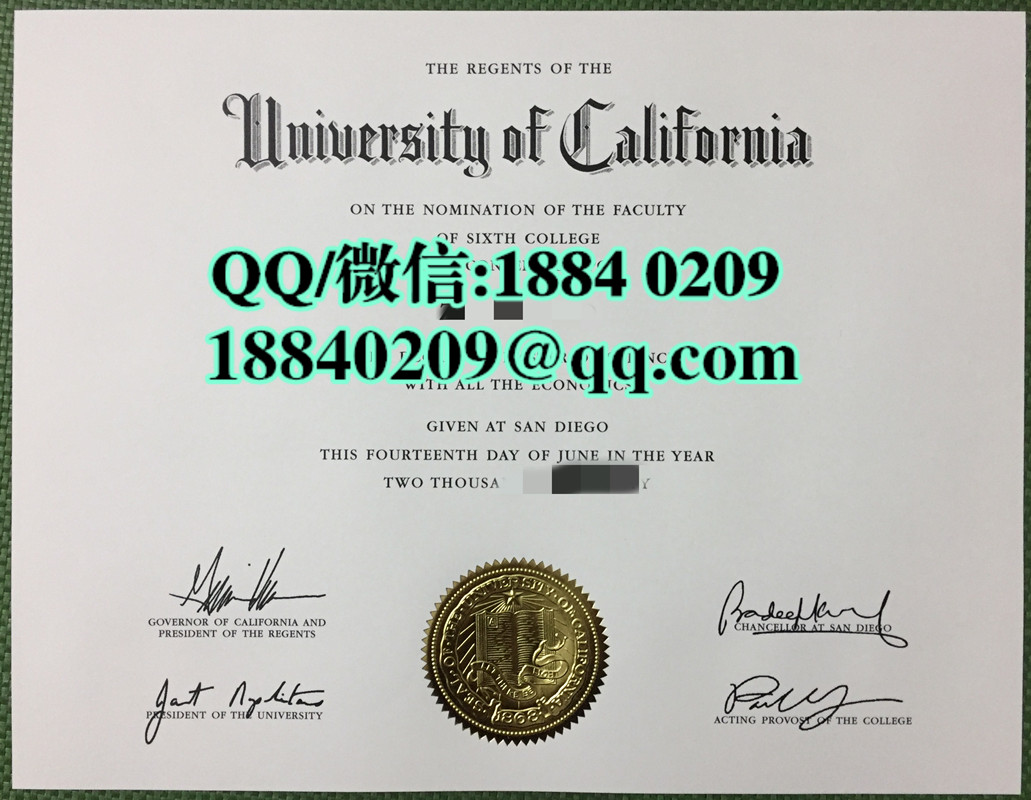 THE REGENTS OF THE
University of California
ON THE NOMINATION OF THE FACULTY
OF SIXTH COLLEGE
QQ/微信:1884 0209
18840209@qq.com
WITH ALL THE
GIVEN AT SAN DIEGO
THIS FOURTEENTH DAY OF JUNE IN THE YEAR
TWO
GOVERNOR OF CALIFORNIA AND
PRESIDENT OF THE REGENTS
CHANCELLOR AT SAN DIEGO
PRESIDENT OF THE UNIVERSITY
ACTING PROVOST OF THE COLLEGE
1868